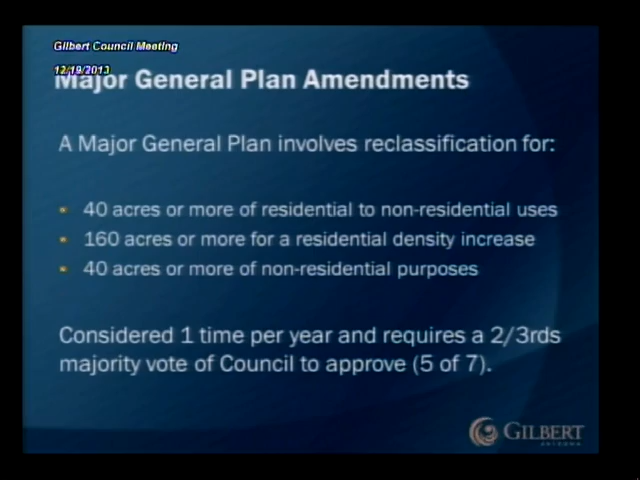 Gilbert Council Meeting
12/19/2013
Major General Plan Amendments
A Major General Plan involves reclassification for:
40 acres or more of residential to non-residential uses
160 acres or more for a residential density increase
40 acres or more of non-residential purposes
Considered 1 time per year and requires a 2/3rds
majority vote of Council to approve (5 of 7).
GILBERT
ARIZONA